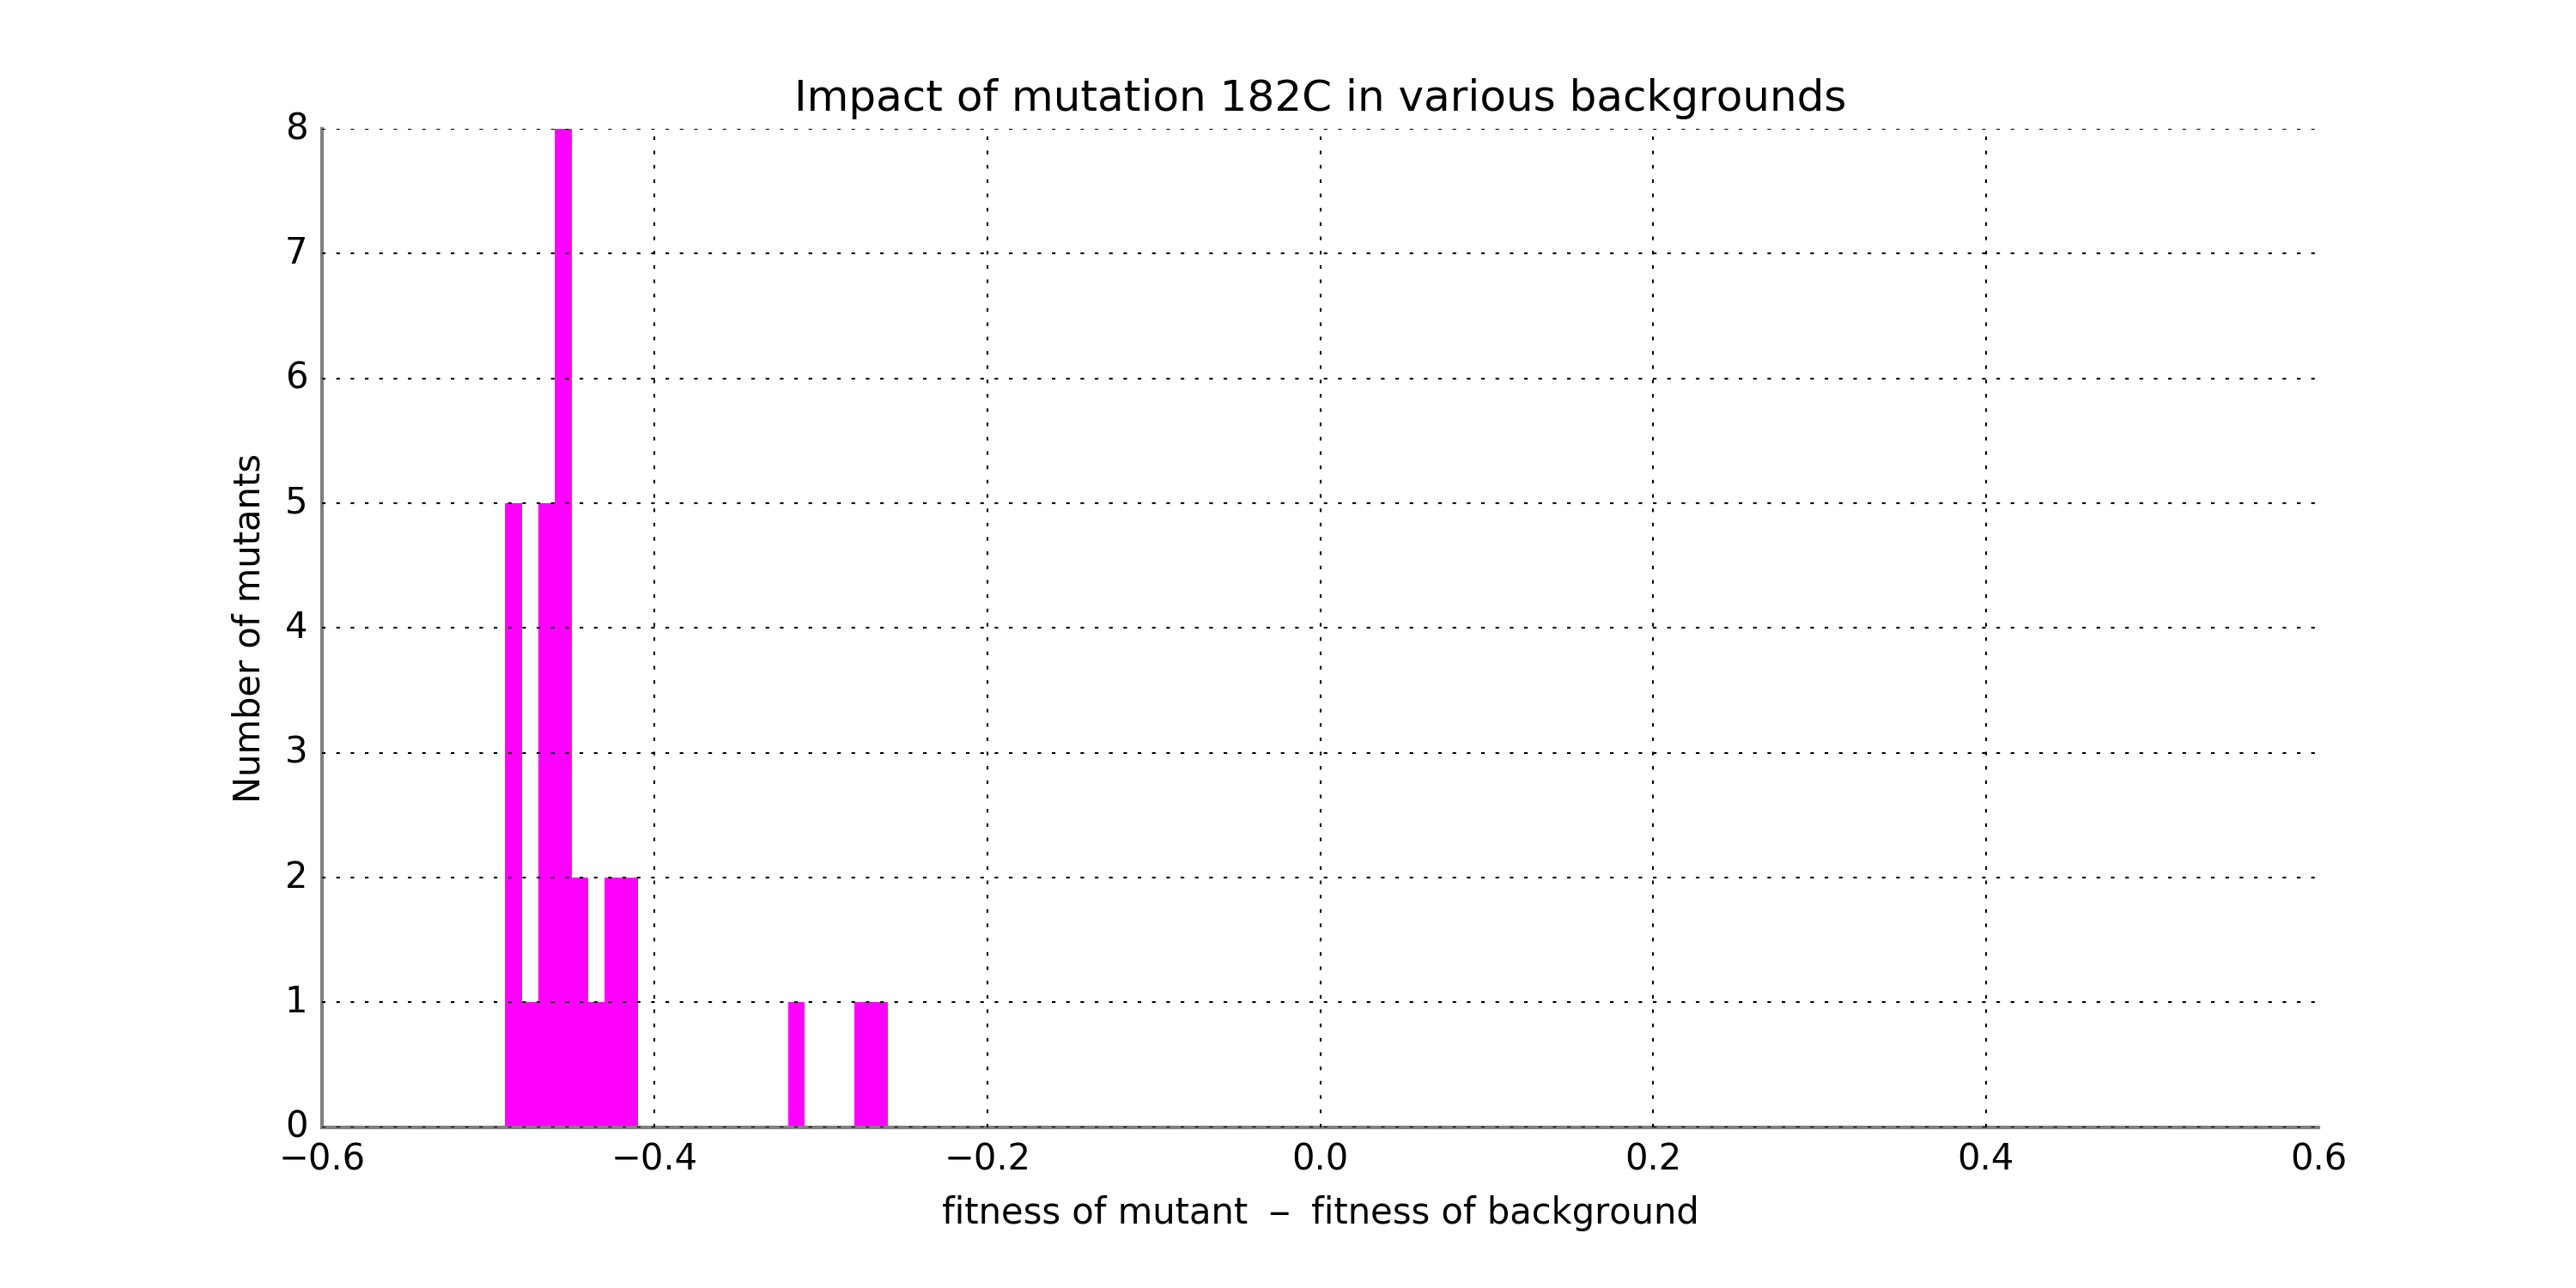 Impact of mutation 182C in various backgrounds
8
7
6
5
4
3
2
1
0
Number of mutants
−0.6 −0.4 −0.2 0.0 0.2 0.4 0.6
fitness of mutant − fitness of background